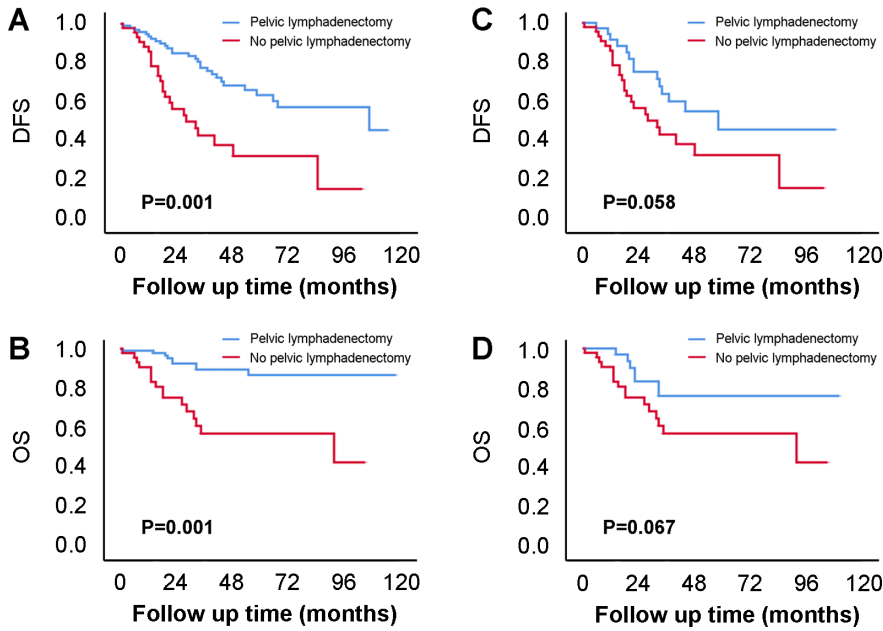 A
Pelvic lymphadenectomy
No pelvic lymphadenectomy
DFS
1.0
0.8
0.6
0.4
0.2
0.0
P=0.001
0 24 48 72 96 120
Follow up time (months)
C
Pelvic lymphadenectomy
No pelvic lymphadenectomy
DFS
1.0
0.8
0.6
0.4
0.2
0.0
P=0.058
0 24 48 72 96 120
Follow up time (months)
B
Pelvic lymphadenectomy
No pelvic lymphadenectomy
OS
1.0
0.8
0.6
0.4
0.2
0.0
P=0.001
0 24 48 72 96 120
Follow up time (months)
D
Pelvic lymphadenectomy
No pelvic lymphadenectomy
OS
1.0
0.8
0.6
0.4
0.2
0.0
P=0.067
0 24 48 72 96 120
Follow up time (months)